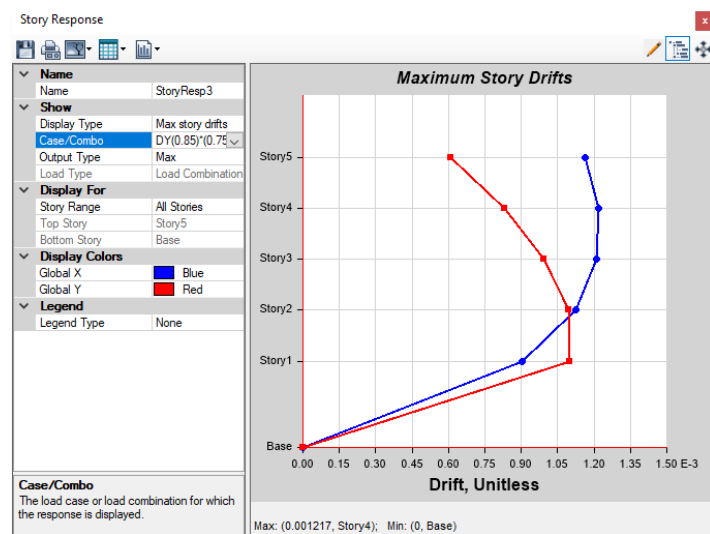 Story Response
x
Name
Name StoryResp3
Show
Display Type Max story drifts
Case/Combo DY(0.85)*(0.75
Output Type Max
Load Type Load Combination
Display For
Story Range All Stories
Top Story Story5
Bottom Story Base
Display Colors
Global X Blue
Global Y Red
Legend
Legend Type None
Case/Combo
The load case or load combination for which
the response is displayed.
Maximum Story Drifts
Story5
Story4
Story3
Story2
Story1
Base
0.00 0.15 0.30 0.45 0.60 0.75 0.90 1.05 1.20 1.35 1.50 E-3
Drift, Unitless
Max: (0.001217, Story4); Min: (0, Base)